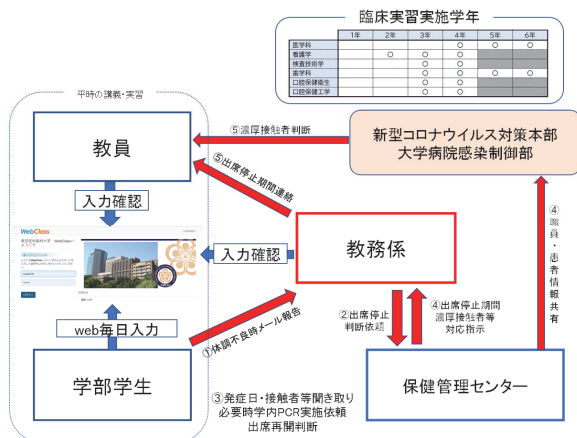 臨床実習実施学年
1年 2年 3年 4年 5年 6年
医学科 ○ ○ ○
看護学 ○ ○ ○
検査技術学 ○ ○
歯学科 ○ ○ ○ ○
口腔保健衛生 ○ ○
口腔保健工学 ○ ○
平時の講義・実習
教員
⑤濃厚接触者判断
新型コロナウイルス対策本部
大学病院感染制御部
⑤出席停止期間連絡
入力確認
WebClass
入力確認
教務係
④職員・患者情報共有
web毎日入力
①体調不良時メール報告
②出席停止
判断依頼
④出席停止期間
濃厚接触者等
対応指示
学部学生
③発症日・接触者等聞き取り
必要時学内PCR実施依頼
出席再開判断
保健管理センター